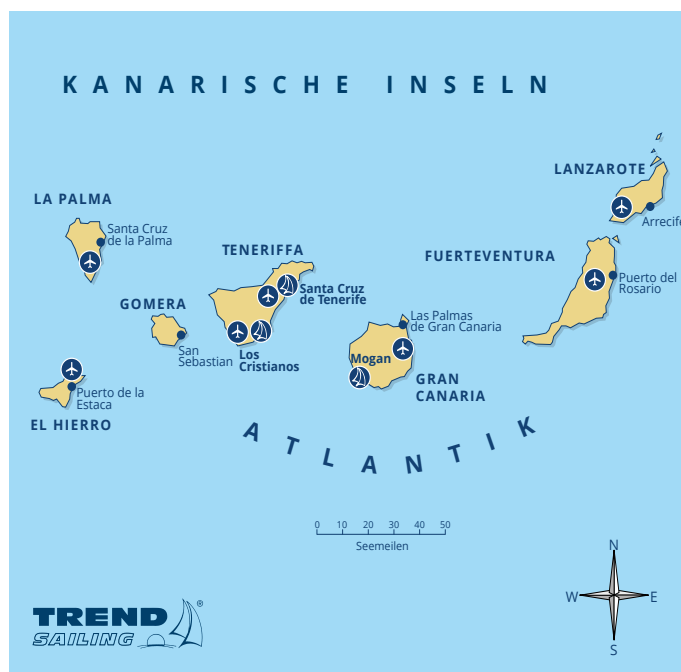 KANARISCHE INSELN
LANZAROTE
Arrecife
LA PALMA
Santa Cruz
de la Palma
TENERIFFA
FUERTEVENTURA
Puerto del
Rosario
Santa Cruz
de Tenerife
GOMERA
San
Sebastian
Los
Cristianos
Las Palmas
de Gran Canaria
Mogan
GRAN
CANARIA
Puerto de la
Estaca
EL HIERRO
ATLANTIK
0 10 20 30 40 50
Seemeilen
N
W E
S
TREND ®
SAILING